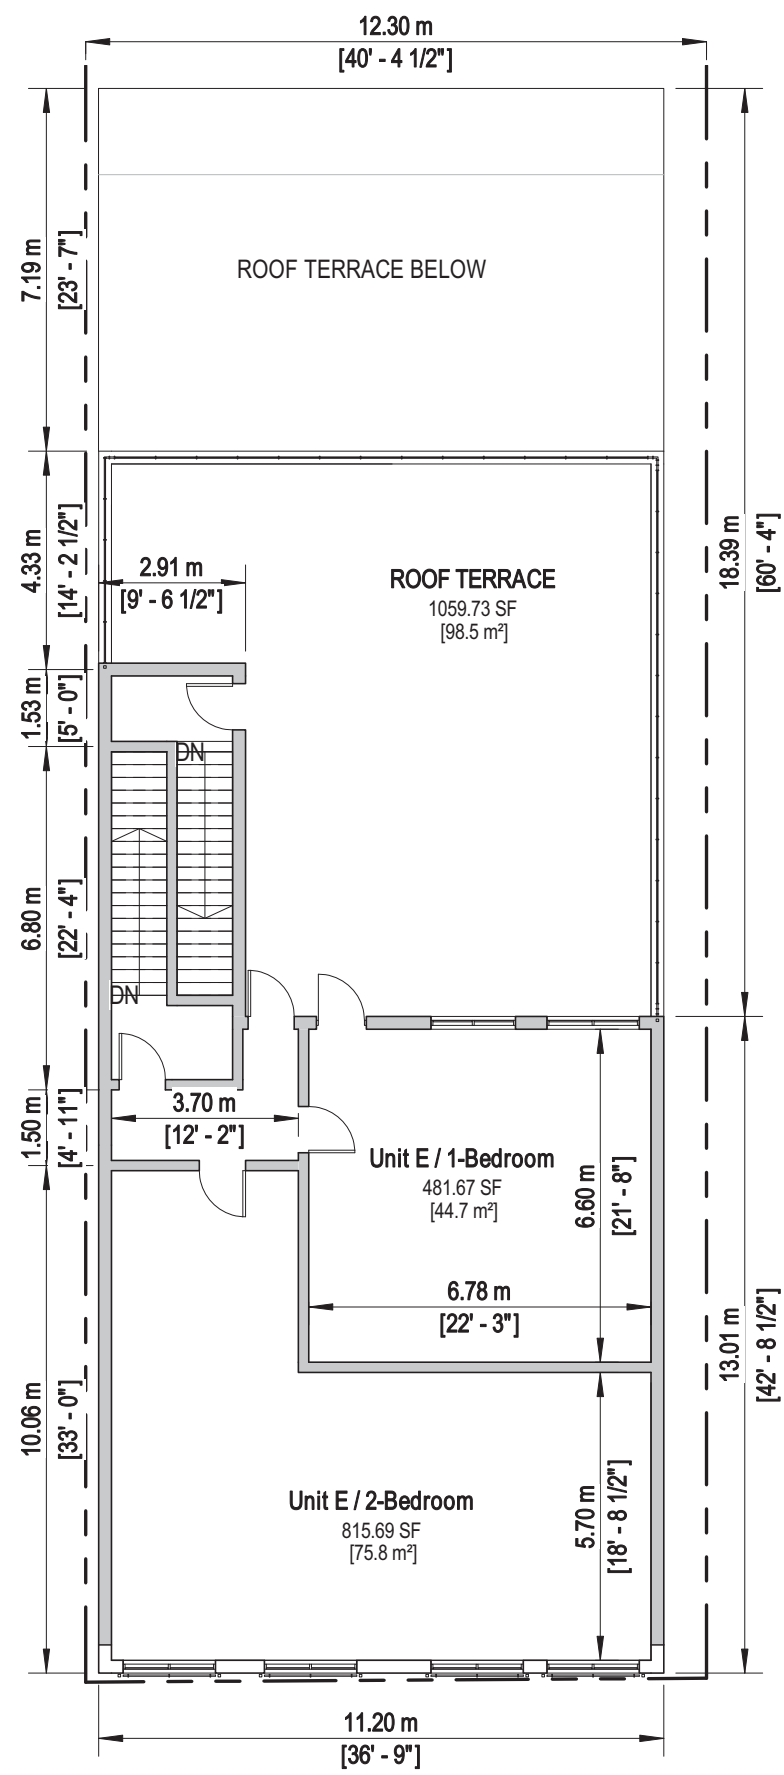 12.30 m
[40' - 4 1/2"]
7.19 m
[23' - 7"]
ROOF TERRACE BELOW
4.33 m
[14' - 2 1/2"]
2.91 m
[9' - 6 1/2"]
ROOF TERRACE
1059.73 SF
[98.5 m²]
18.39 m
[60' - 4"]
1.53 m
[5' - 0"]
DN
6.80 m
[22' - 4"]
DN
1.50 m
[4' - 11"]
3.70 m
[12' - 2"]
Unit E / 1-Bedroom
481.67 SF
[44.7 m²]
6.60 m
[21' - 8"]
6.78 m
[22' - 3"]
13.01 m
[42' - 8 1/2"]
10.06 m
[33' - 0"]
Unit E / 2-Bedroom
815.69 SF
[75.8 m²]
5.70 m
[18' - 8 1/2"]
11.20 m
[36' - 9"]